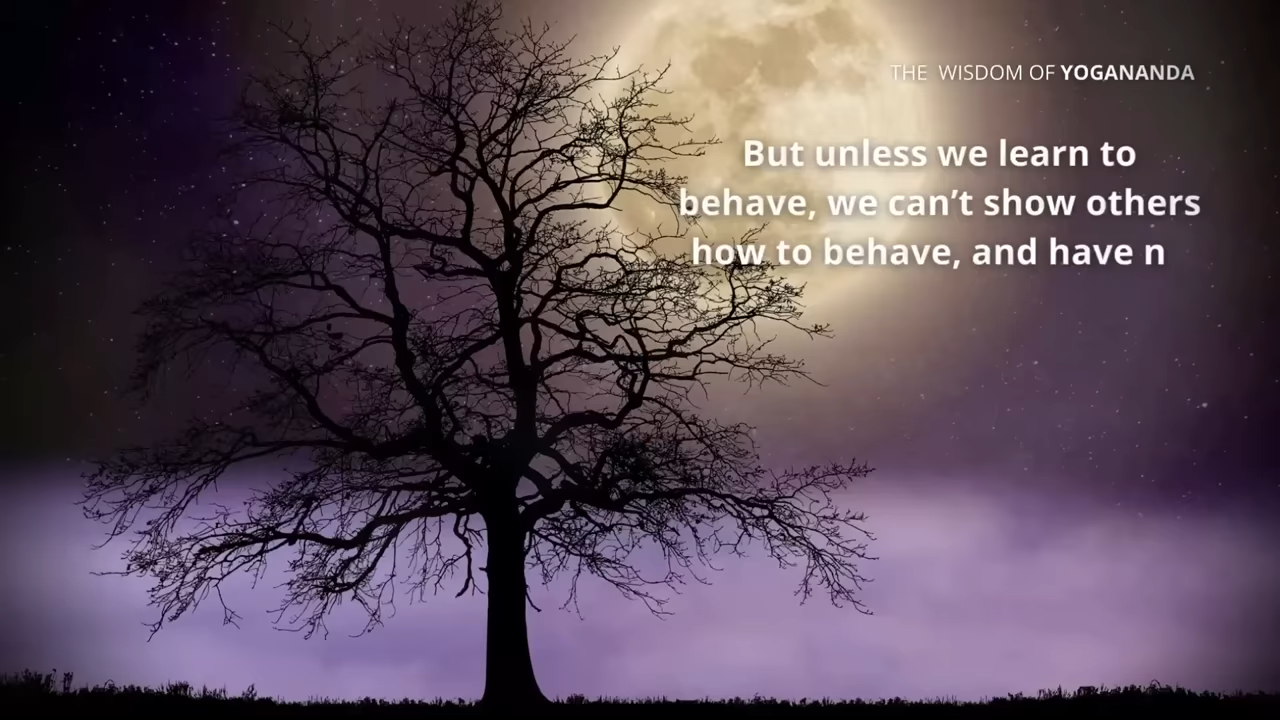 THE WISDOM OF YOGANANDA
But unless we learn to
behave, we can’t show others
how to behave, and have n